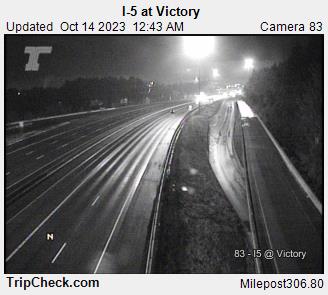 I-5 at Victory
Updated Oct 14 2023 12:43 AM Camera 83
T
N
83 - I5 @ Victory
TripCheck.com Milepost306.80